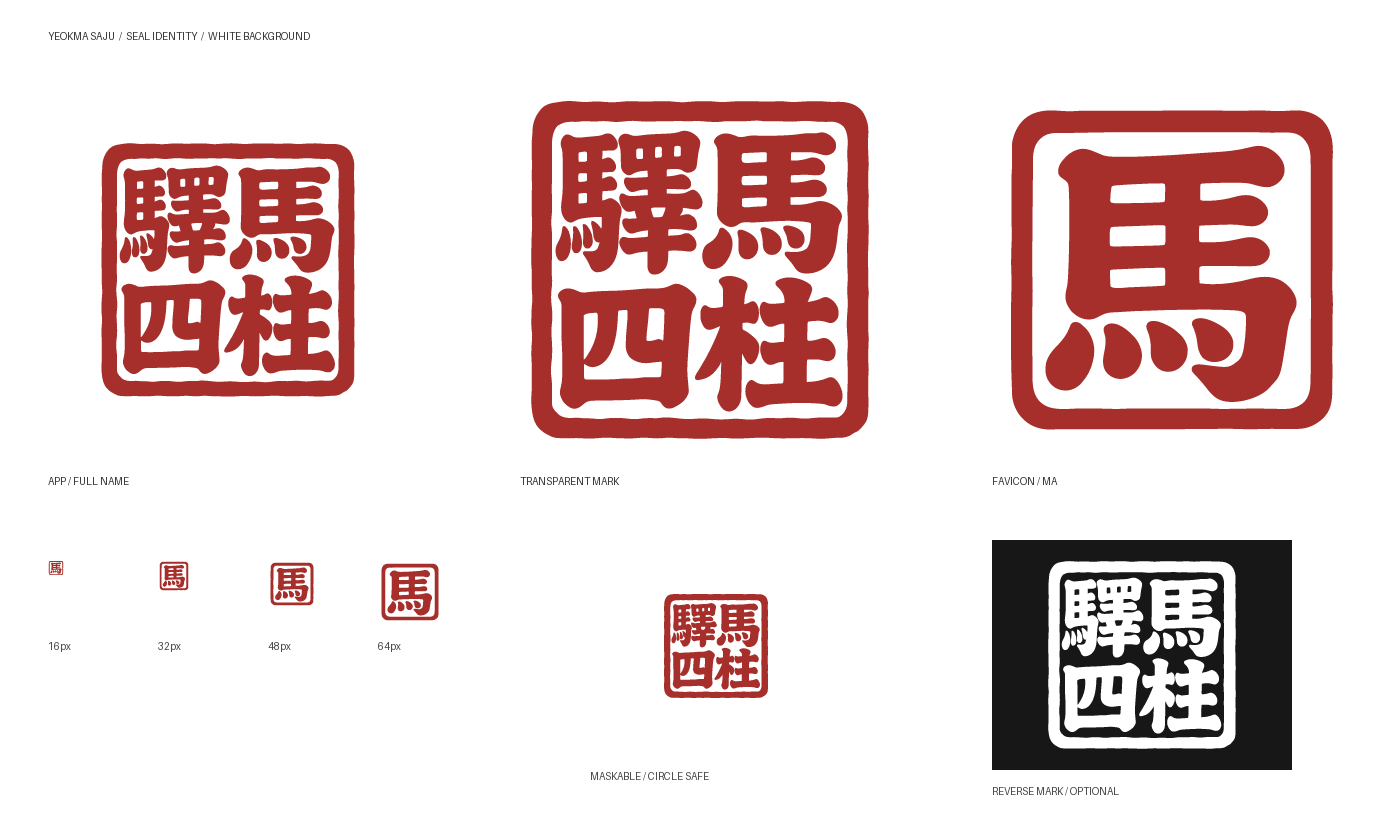 YEOKMA SAJU / SEAL IDENTITY / WHITE BACKGROUND
驛馬
四柱
驛馬
四柱
馬
APP / FULL NAME
TRANSPARENT MARK
FAVICON / MA
馬
馬
馬
馬
16px
32px
48px
64px
驛馬
四柱
MASKABLE / CIRCLE SAFE
驛馬
四柱
REVERSE MARK / OPTIONAL